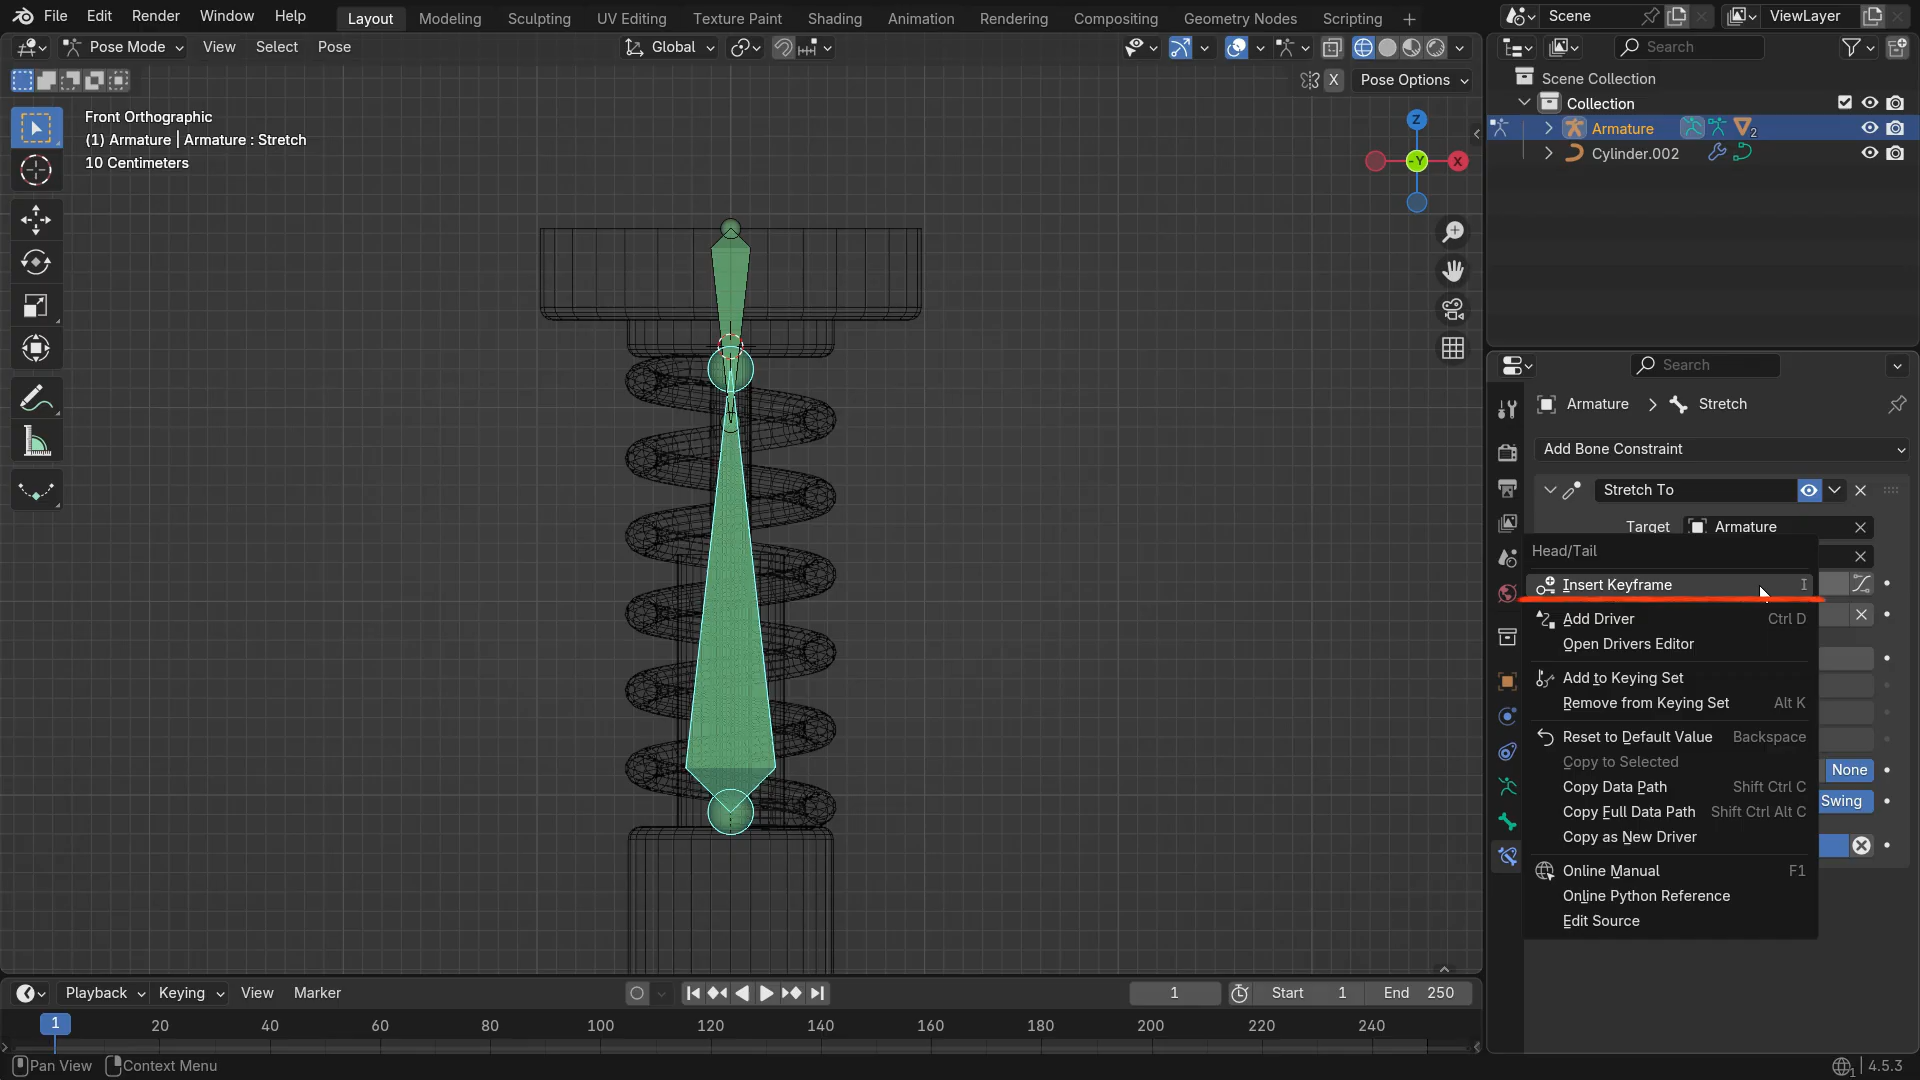 File Edit Render Window Help Layout Modeling Sculpting UV Editing Texture Paint Shading Animation Rendering Compositing Geometry Nodes Scripting Scene ViewLayer
Pose Mode View Select Pose Global Search
X Pose Options
Front Orthographic
(1) Armature | Armature : Stretch
10 Centimeters
Z
-Y
X
Scene Collection
Collection
Armature 2
Cylinder.002
Search
Armature Stretch
Add Bone Constraint
Stretch To
Target Armature
Head/Tail
Insert Keyframe I
Add Driver Ctrl D
Open Drivers Editor
Add to Keying Set
Remove from Keying Set Alt K
Reset to Default Value Backspace
Copy to Selected
Copy Data Path Shift Ctrl C
Copy Full Data Path Shift Ctrl Alt C
Copy as New Driver
Online Manual F1
Online Python Reference
Edit Source
None
Swing
Playback Keying View Marker 1 Start 1 End 250
1 20 40 60 80 100 120 140 160 180 200 220 240
Pan View Context Menu 1 4.5.3